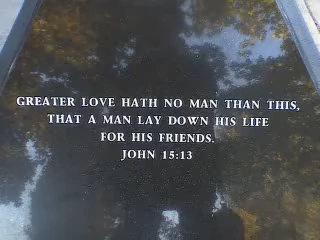 GREATER LOVE HATH NO MAN THAN THIS,
THAT A MAN LAY DOWN HIS LIFE
FOR HIS FRIENDS.
JOHN 15:13